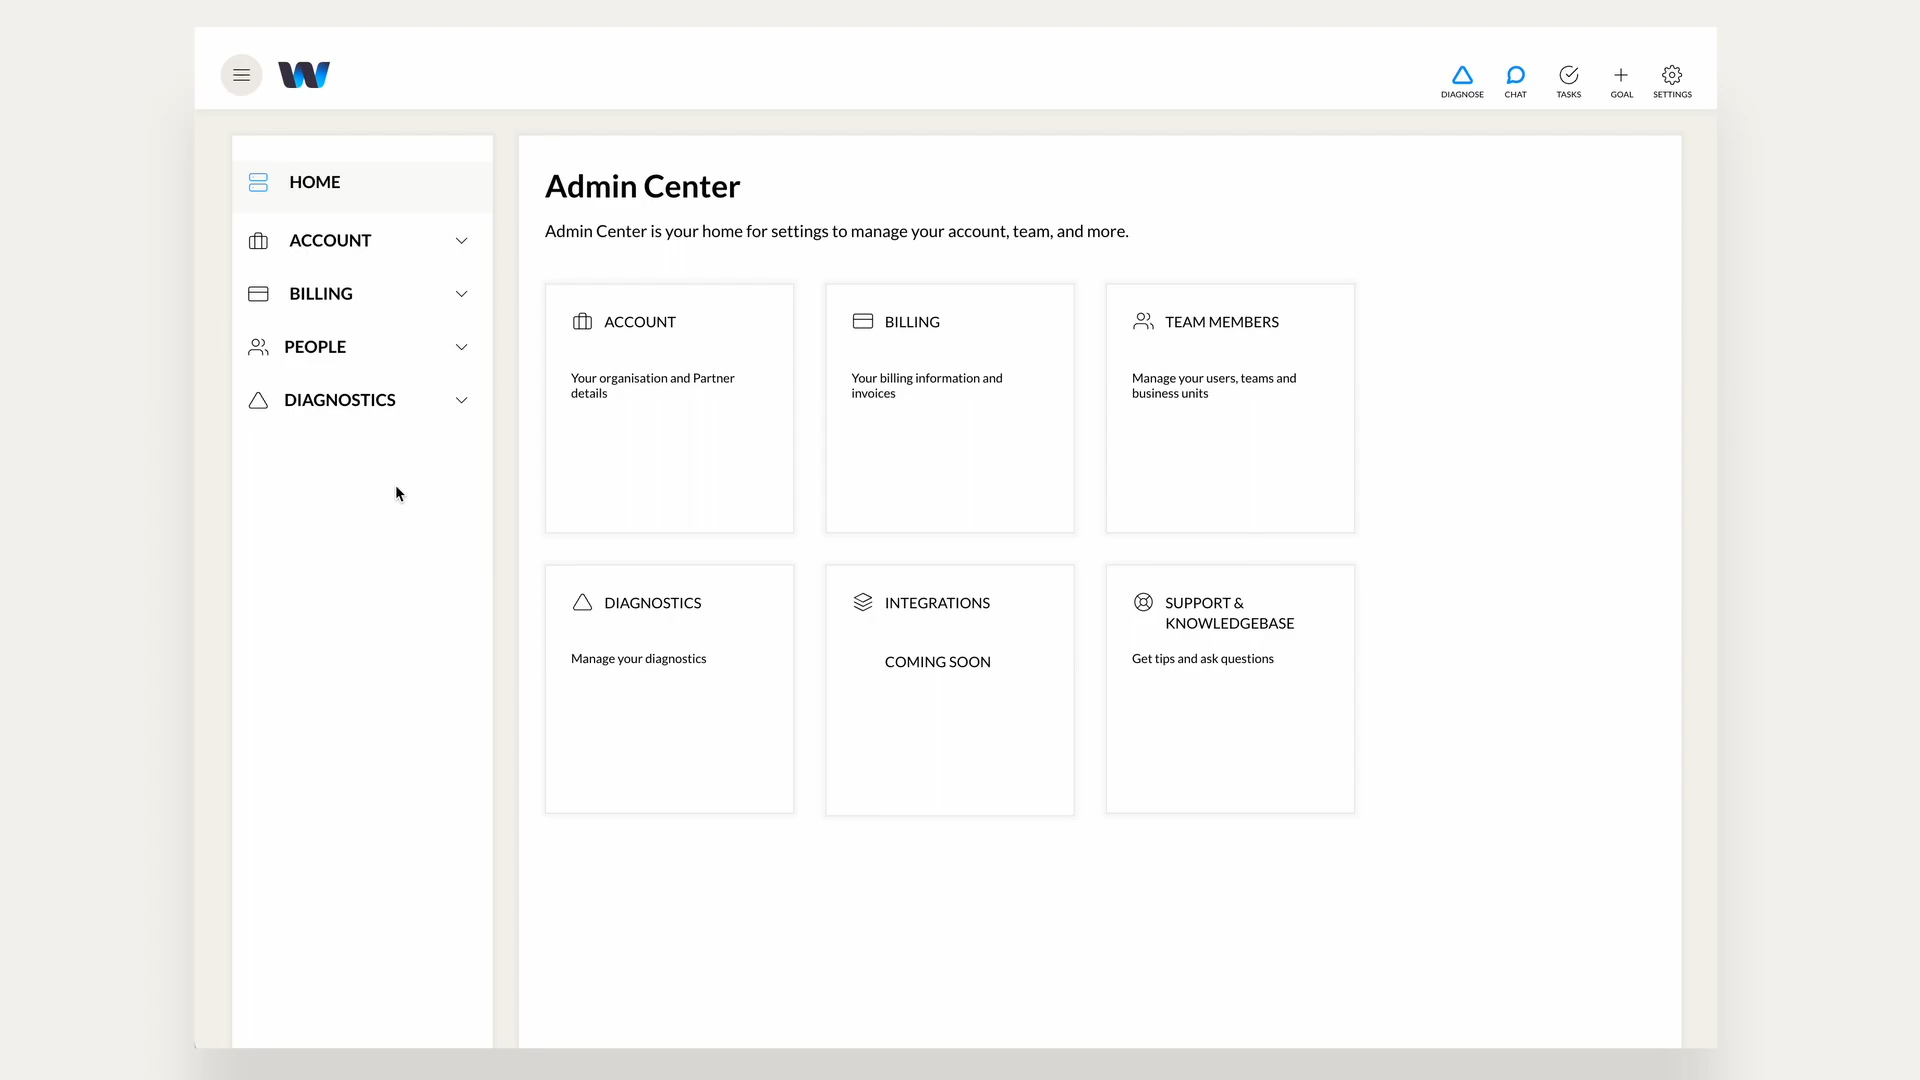 W
DIAGNOSE
CHAT
TASKS
GOAL
SETTINGS
HOME
ACCOUNT
BILLING
PEOPLE
DIAGNOSTICS
Admin Center
Admin Center is your home for settings to manage your account, team, and more.
ACCOUNT
Your organisation and Partner
details
BILLING
Your billing information and
invoices
TEAM MEMBERS
Manage your users, teams and
business units
DIAGNOSTICS
Manage your diagnostics
INTEGRATIONS
COMING SOON
SUPPORT &
KNOWLEDGEBASE
Get tips and ask questions